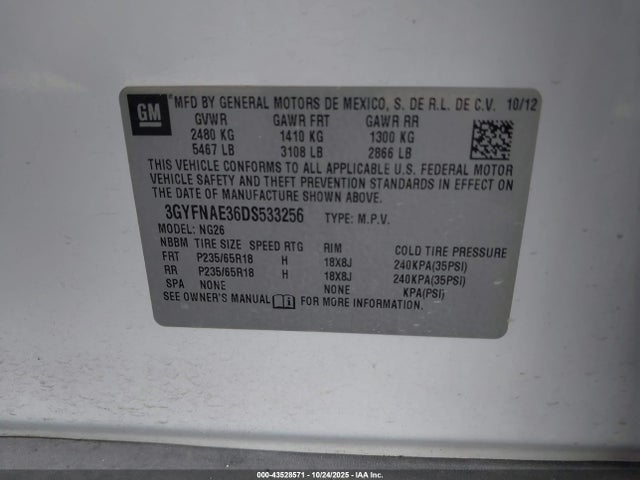 GM
MFD BY GENERAL MOTORS DE MEXICO, S. DE R.L. DE C.V. 10/12
GVWR GAWR FRT GAWR RR
2480 KG 1410 KG 1300 KG
5467 LB 3108 LB 2866 LB
THIS VEHICLE CONFORMS TO ALL APPLICABLE U.S. FEDERAL MOTOR
VEHICLE SAFETY AND THEFT PREVENTION STANDARDS IN EFFECT ON
THE DATE OF MANUFACTURE SHOWN ABOVE.
3GYFNAE36DS533256 TYPE: M.P.V.
MODEL: NG26
NBBM TIRE SIZE SPEED RTG RIM COLD TIRE PRESSURE
FRT P235/65R18 H 18X8J 240KPA(35PSI)
RR P235/65R18 H 18X8J 240KPA(35PSI)
SPA NONE NONE KPA(PSI)
SEE OWNER'S MANUAL i FOR MORE INFORMATION.
000-43528571 - 10/24/2025 - IAA Inc.